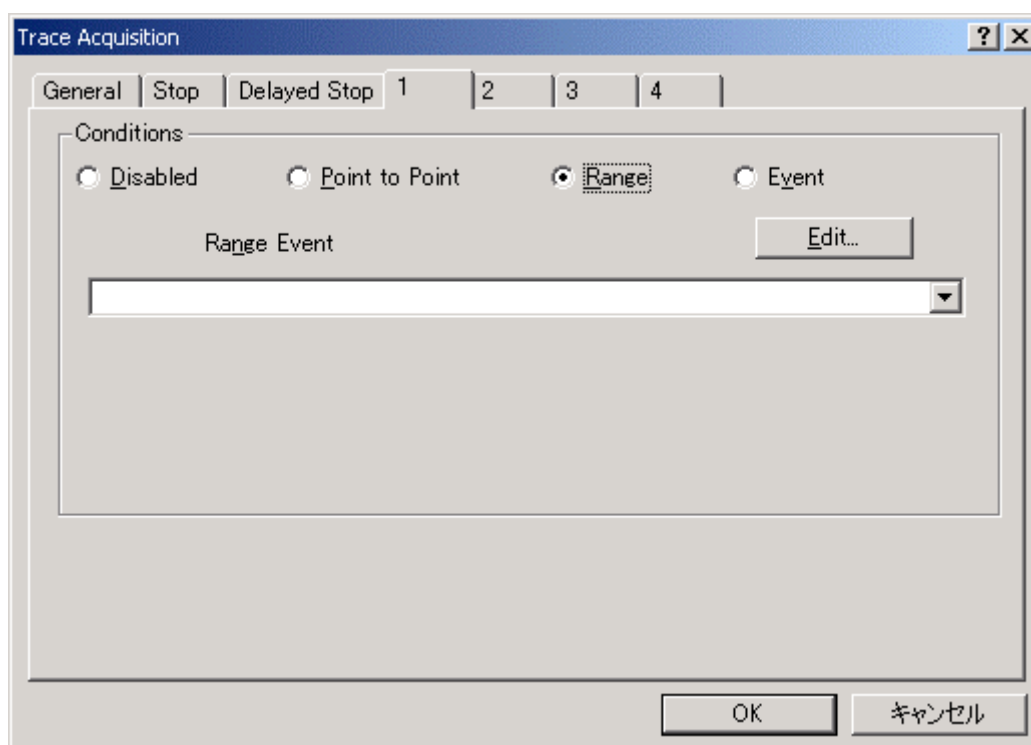 Trace Acquisition
General Stop Delayed Stop 1 2 3 4
Conditions
Disabled Point to Point Range Event
Range Event Edit...
OK キャンセル